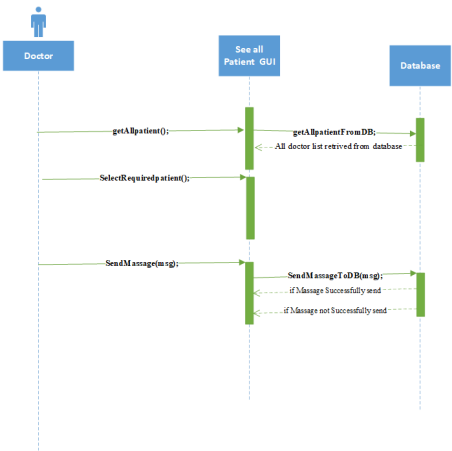 Doctor
See all
Patient GUI
Database
getAllpatient();
getAllpatientFromDB;
All doctor list retrived from database
SelectRequiredpatient();
SendMassage(msg);
SendMassageToDB(msg);
if Massage Successfully send
if Massage not Successfully send